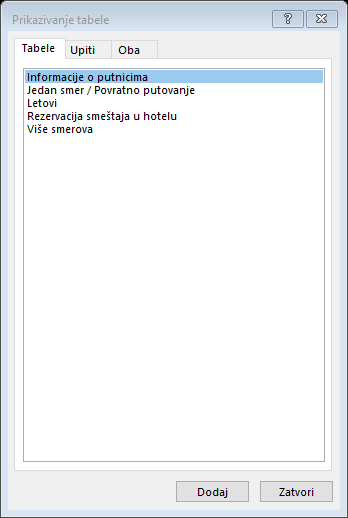 Prikazivanje tabele
?
Tabele Upiti Oba
Informacije o putnicima
Jedan smer / Povratno putovanje
Letovi
Rezervacija smeštaja u hotelu
Više smerova
Dodaj Zatvori